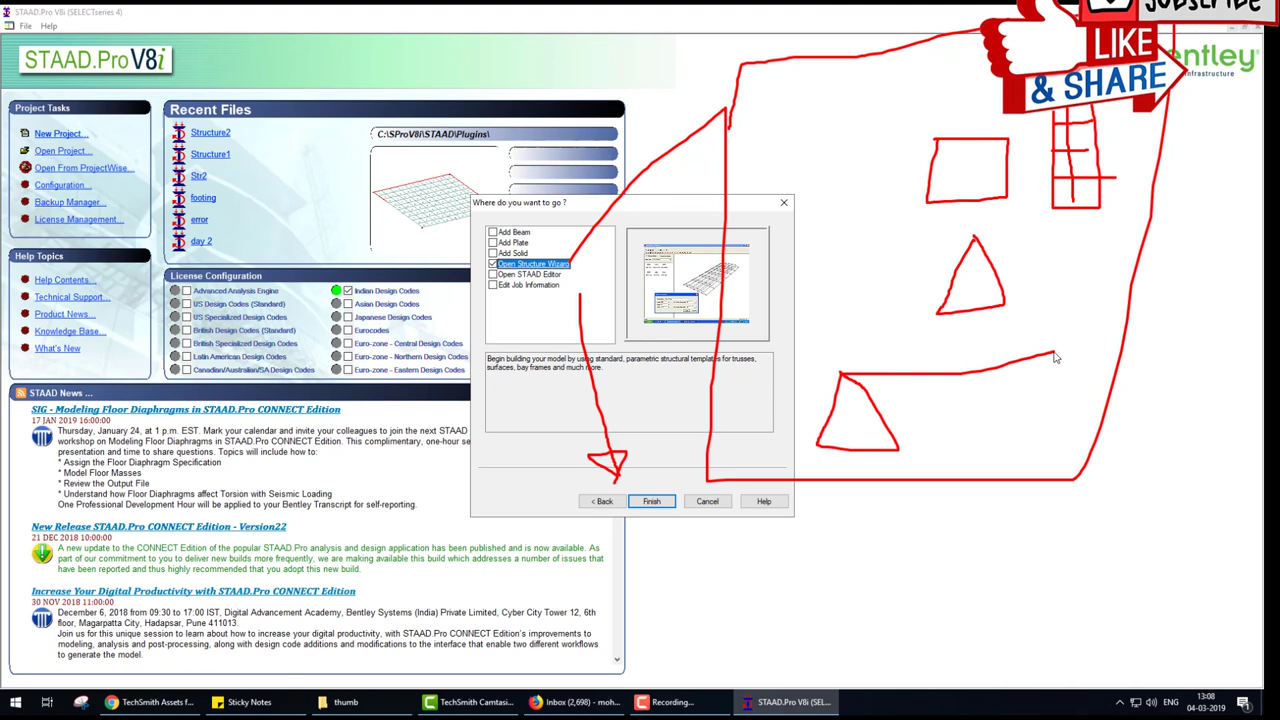 STAAD.Pro V8i (SELECTseries 4)
File Help
STAAD.Pro V8i
SUBSCRIBE
LIKE
& SHARE
Project Tasks
New Project...
Open Project...
Open From ProjectWise...
Configuration...
Backup Manager...
License Management...
Help Topics
Help Contents...
Technical Support...
Product News...
Knowledge Base...
What's New
Recent Files
Structure2
Structure1
Str2
footing
error
day 2
C:\SProV8i\STAAD\Plugins\
License Configuration
Advanced Analysis Engine
US Design Codes (Standard)
US Specialized Design Codes
British Design Codes (Standard)
British Specialized Design Codes
Latin American Design Codes
Canadian/Australian/SA Design Codes
Indian Design Codes
Asian Design Codes
Japanese Design Codes
Eurocodes
Euro-zone - Central Design Codes
Euro-zone - Northern Design Codes
Euro-zone - Eastern Design Codes
STAAD News ...
SIG - Modeling Floor Diaphragms in STAAD.Pro CONNECT Edition
17 JAN 2019 16:00:00
Thursday, January 24, at 1 p.m. EST. Mark your calendar and invite your colleagues to join the next STAAD
workshop on Modeling Floor Diaphragms in STAAD.Pro CONNECT Edition. This complimentary, one-hour se
presentation and time to share questions. Topics will include how to:
* Assign the Floor Diaphragm Specification
* Model Floor Masses
* Review the Output File
* Understand how Floor Diaphragms affect Torsion with Seismic Loading
One Professional Development Hour will be applied to your Bentley Transcript for self-reporting.
New Release STAAD.Pro CONNECT Edition - Version22
21 DEC 2018 11:00:00
A new update to the CONNECT Edition of the popular STAAD.Pro analysis and design application has been published and is now available. As
part of our commitment to you to deliver new builds more frequently, we are making available this build which addresses a number of issues that
have been reported and thus highly recommended that you adopt this new build.
Increase Your Digital Productivity with STAAD.Pro CONNECT Edition
30 NOV 2018 11:00:00
December 6, 2018 from 09:30 to 17:00 IST, Digital Advancement Academy, Bentley Systems (India) Private Limited, Cyber City Tower 12, 6th
floor, Magarpatta City, Hadapsar, Pune 411013.
Join us for this unique session to learn about how to increase your digital productivity, with STAAD.Pro CONNECT Edition's improvements to
modeling, analysis and post-processing, along with design code additions and modifications to the interface that enable two different workflows
to generate the model.
Where do you want to go ?
Add Beam
Add Plate
Add Solid
Open Structure Wizard
Open STAAD Editor
Edit Job Information
Begin building your model by using standard, parametric structural templates for trusses,
surfaces, bay frames and much more.
< Back Finish Cancel Help
TechSmith Assets f...
Sticky Notes
thumb
TechSmith Camtasi...
Inbox (2,698) - moh...
Recording...
STAAD.Pro V8i (SEL...
13:08
04-03-2019